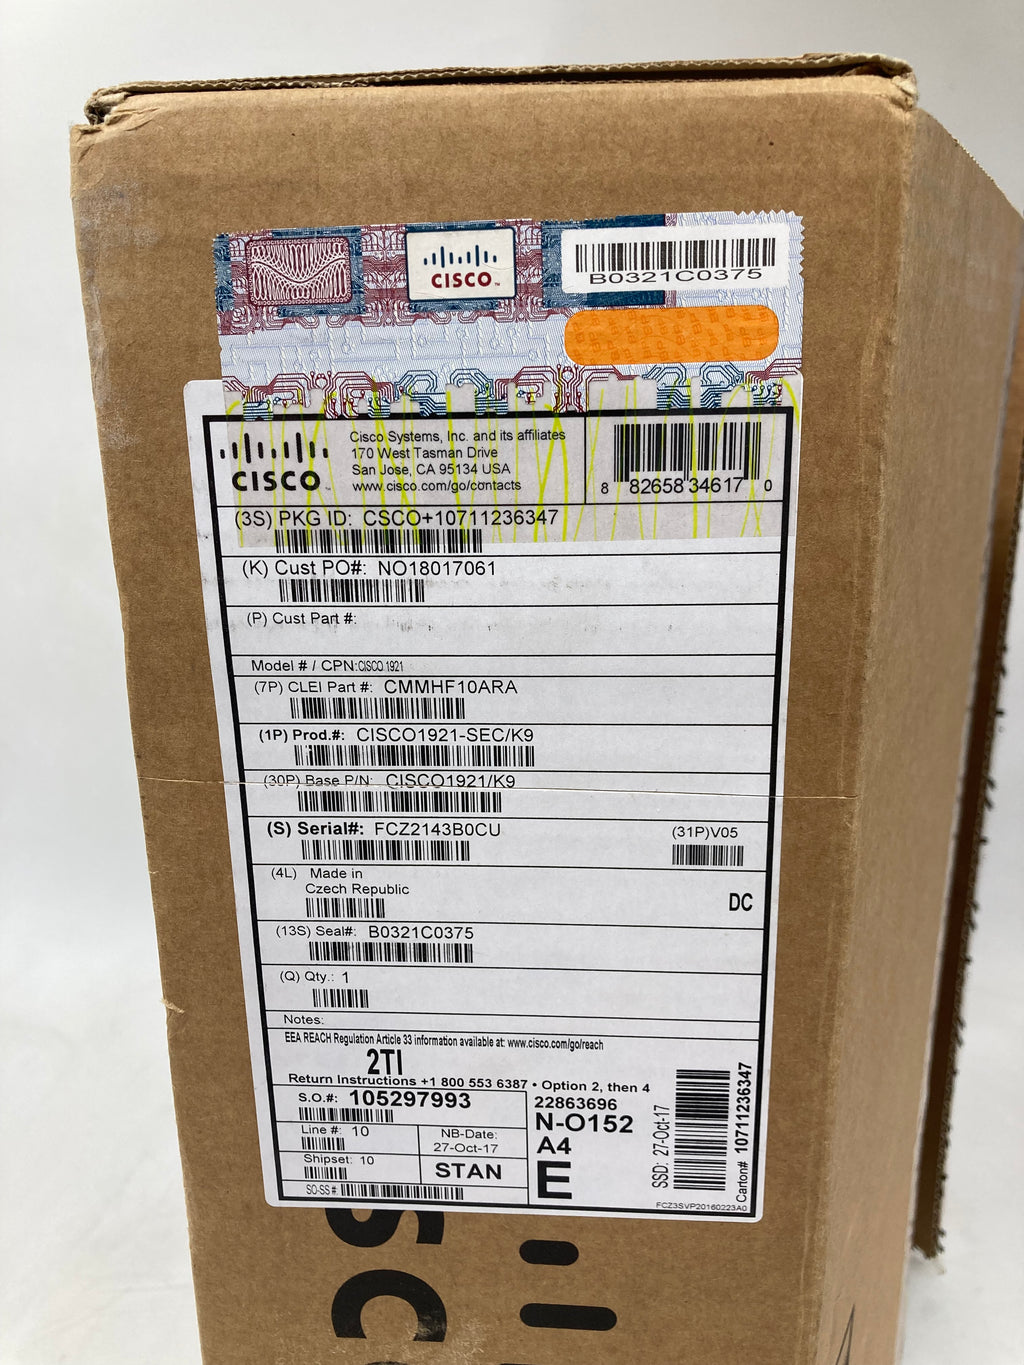 CISCO
B0321C0375
CISCO
Cisco Systems, Inc. and its affiliates
170 West Tasman Drive
San Jose, CA 95134 USA
www.cisco.com/go/contacts
8 82658 34617 0
(3S) PKG ID: CSCO+10711236347
(K) Cust PO#: NO18017061
(P) Cust Part #:
Model # / CPN:CISCO 1921
(7P) CLEI Part #: CMMHF10ARA
(1P) Prod.#: CISCO1921-SEC/K9
(30P) Base P/N: CISCO1921/K9
(S) Serial#: FCZ2143B0CU
(31P)V05
(4L) Made in
Czech Republic
DC
(13S) Seal#: B0321C0375
(Q) Qty.: 1
Notes:
EEA REACH Regulation Article 33 information available at: www.cisco.com/go/reach
2TI
Return Instructions +1 800 553 6387 • Option 2, then 4
S.O.#: 105297993
22863696
N-O152
A4
E
Line #: 10
NB-Date:
27-Oct-17
Shipset: 10
STAN
SO-SS #:
SSD: 27-Oct-17
Carton# 10711236347
FCZ3SVP20160223A0
SCO